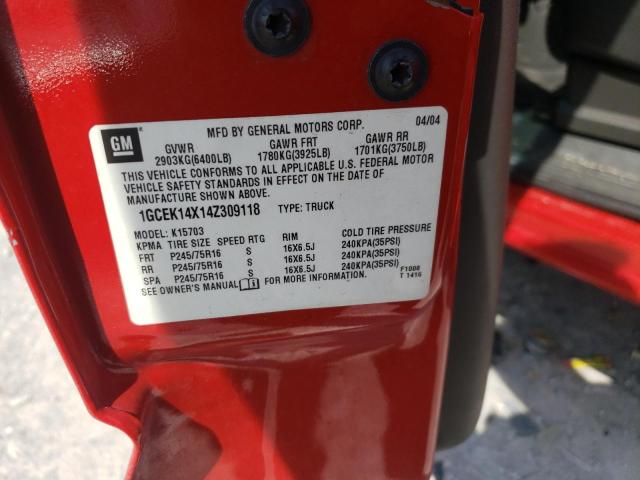 GM
MFD BY GENERAL MOTORS CORP. 04/04
GVWR GAWR FRT GAWR RR
2903KG(6400LB) 1780KG(3925LB) 1701KG(3750LB)
THIS VEHICLE CONFORMS TO ALL APPLICABLE U.S. FEDERAL MOTOR
VEHICLE SAFETY STANDARDS IN EFFECT ON THE DATE OF
MANUFACTURE SHOWN ABOVE.
1GCEK14X14Z309118 TYPE: TRUCK
MODEL: K15703
KPMA TIRE SIZE SPEED RTG RIM COLD TIRE PRESSURE
FRT P245/75R16 S 16X6.5J 240KPA(35PSI)
RR P245/75R16 S 16X6.5J 240KPA(35PSI)
SPA P245/75R16 S 16X6.5J 240KPA(35PSI)
SEE OWNER'S MANUAL FOR MORE INFORMATION. F1008
T 1416